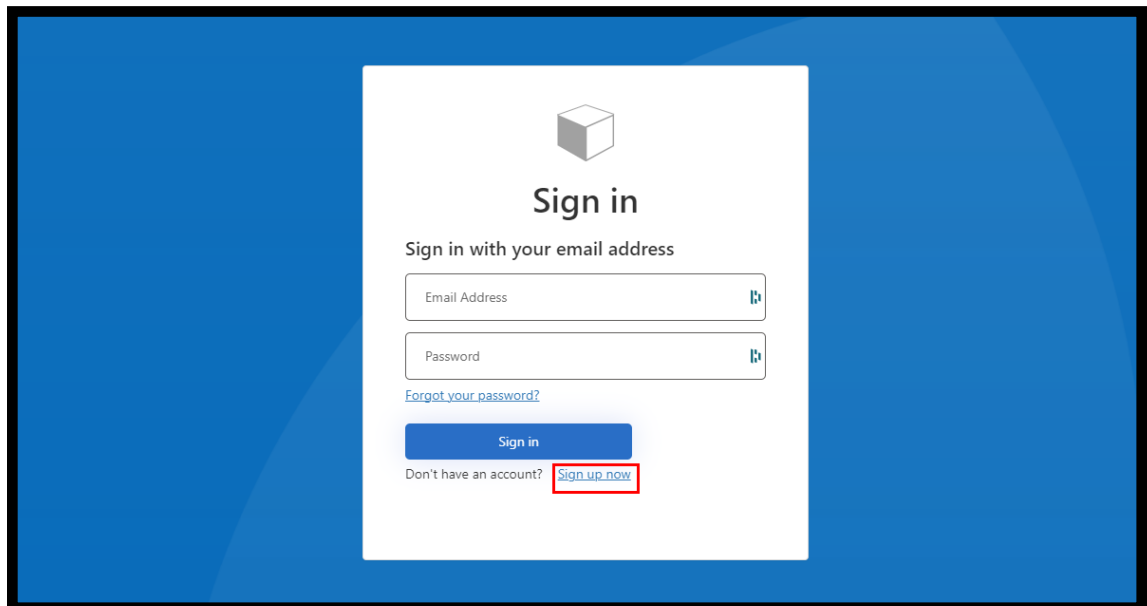 Sign in
Sign in with your email address
Email Address
Password
Forgot your password?
Sign in
Don't have an account? Sign up now